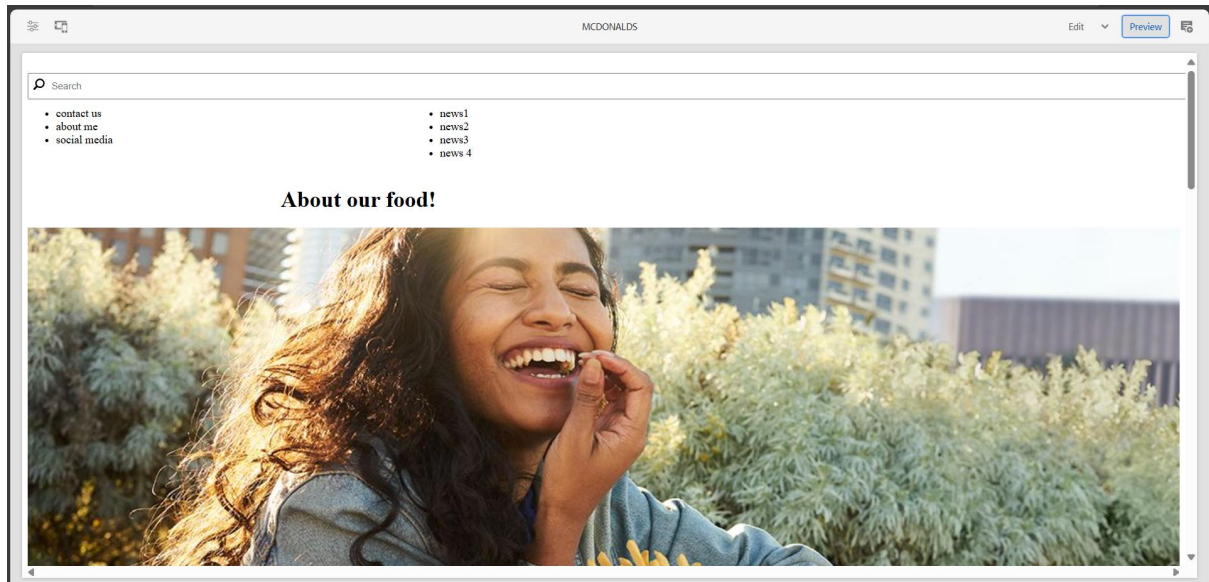 MCDONALDS
Edit
Preview
Search
contact us
about me
social media
news1
news2
news3
news 4
About our food!